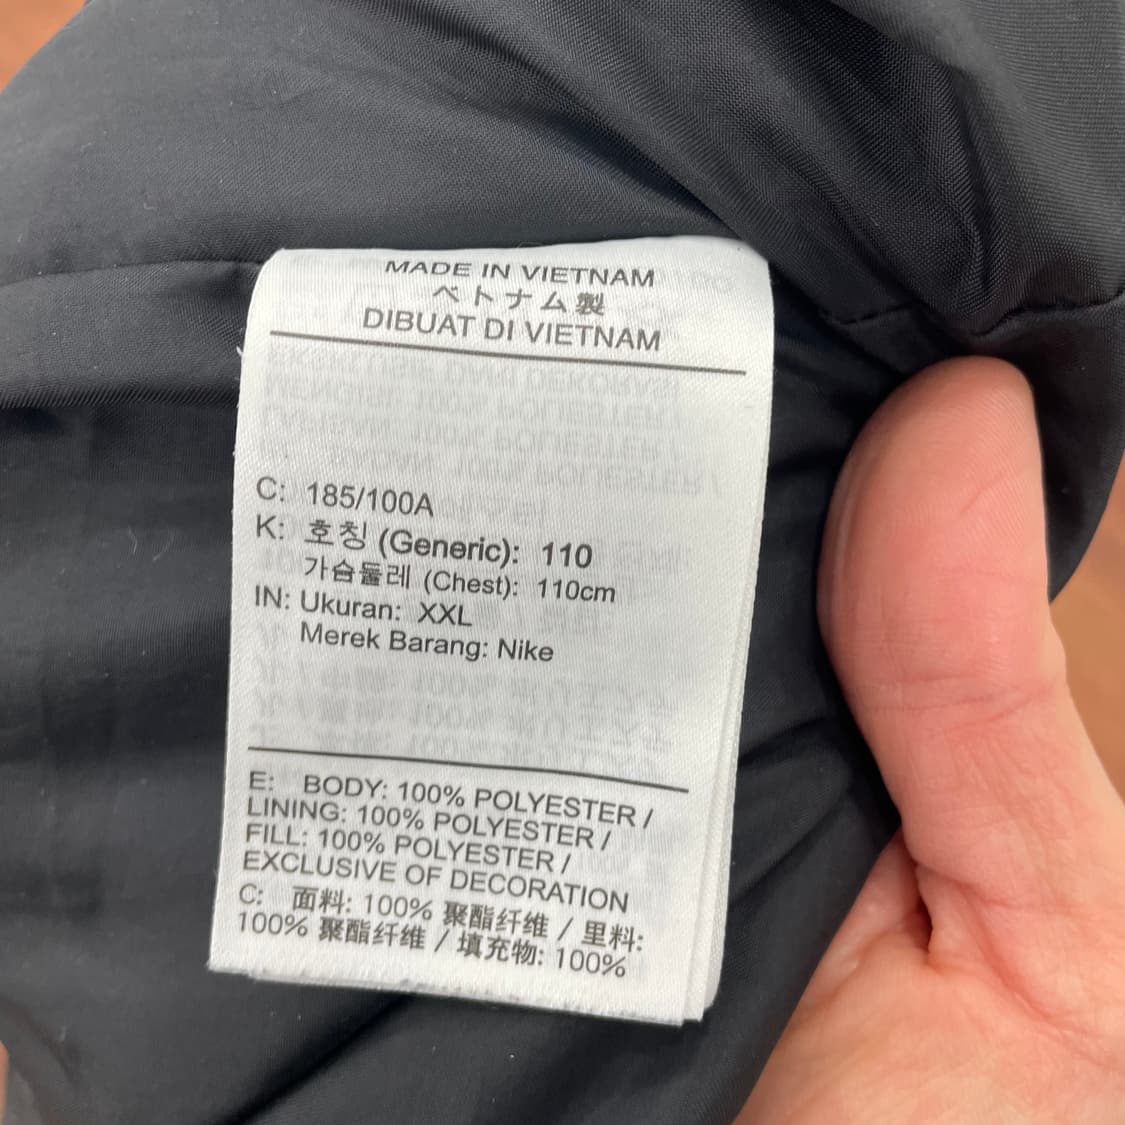 MADE IN VIETNAM
ベトナム製
DIBUAT DI VIETNAM
C: 185/100A
K: 호칭 (Generic): 110
가슴둘레 (Chest): 110cm
IN: Ukuran: XXL
Merek Barang: Nike
E: BODY: 100% POLYESTER /
LINING: 100% POLYESTER /
FILL: 100% POLYESTER /
EXCLUSIVE OF DECORATION
C: 面料: 100% 聚酯纤维 / 里料:
100% 聚酯纤维 / 填充物: 100%